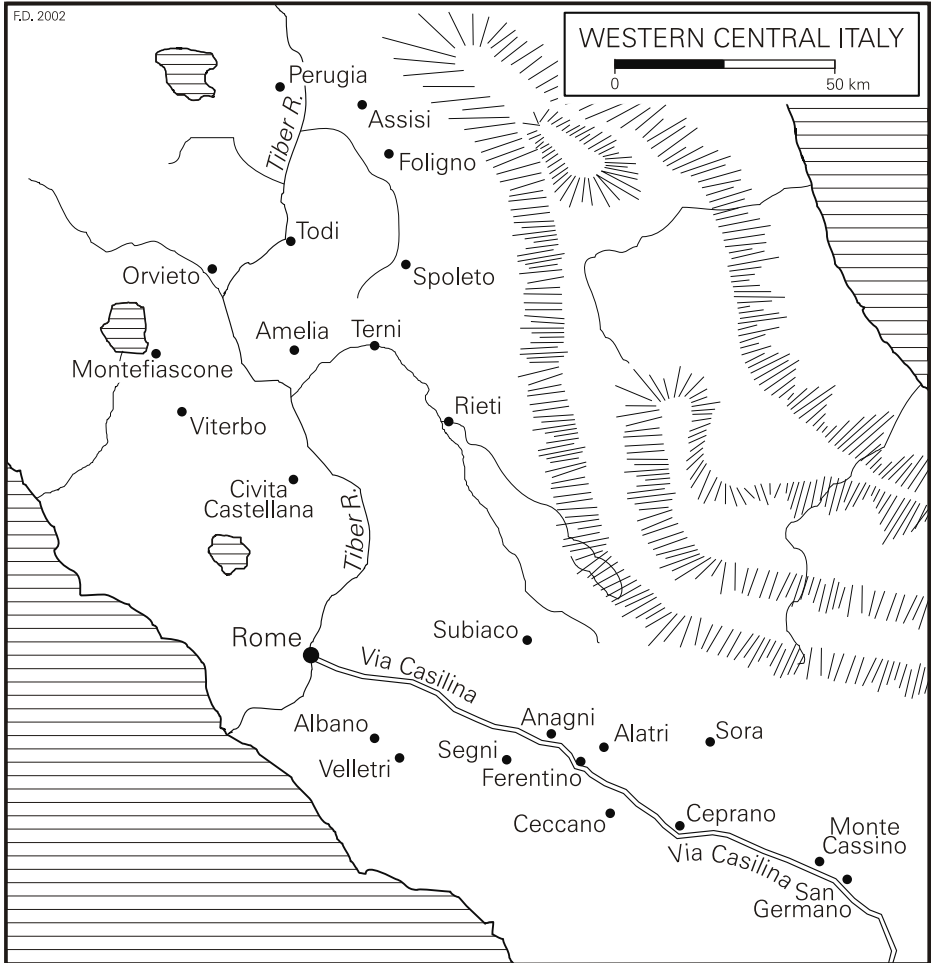 F.D. 2002
WESTERN CENTRAL ITALY
0 50 km
Perugia
Tiber R.
Assisi
Foligno
Todi
Orvieto
Spoleto
Amelia
Terni
Montefiascone
Viterbo
Rieti
Civita
Castellana
Tiber R.
Rome
Subiaco
Via Casilina
Albano
Velletri
Anagni
Alatri
Sora
Segni
Ferentino
Ceccano
Ceprano
Via Casilina
Monte
Cassino
San
Germano